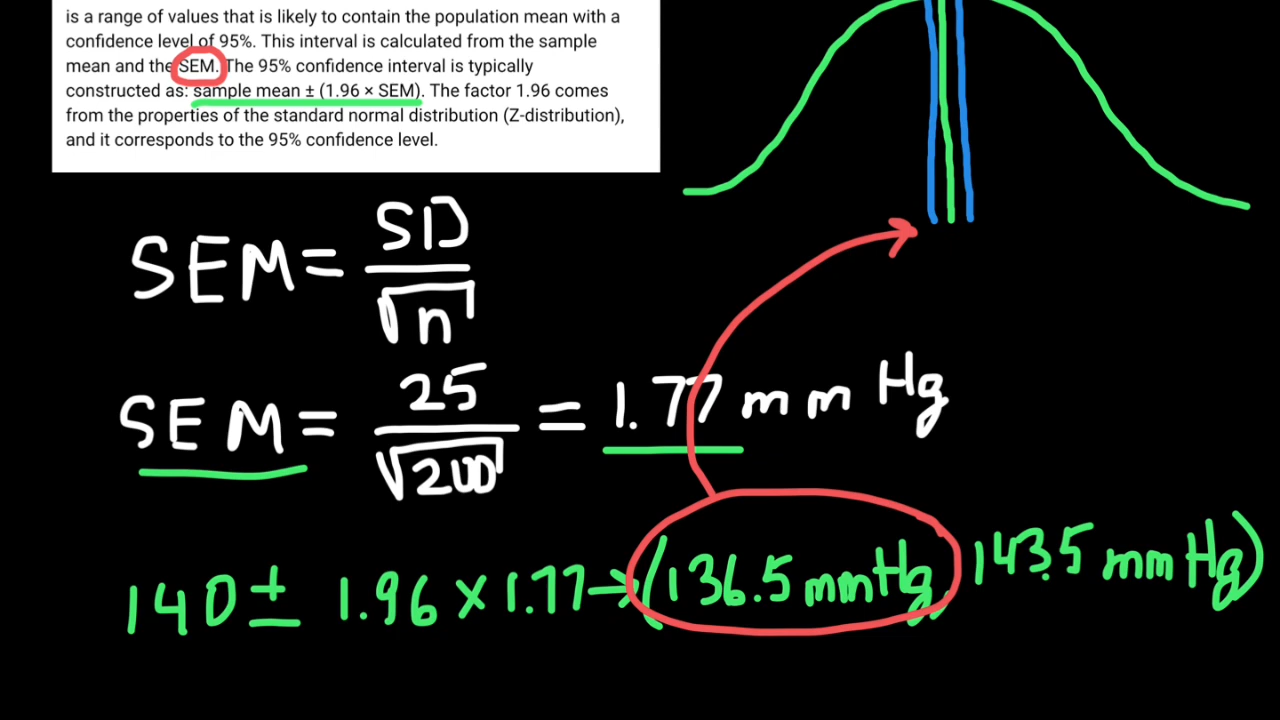 is a range of values that is likely to contain the population mean with a
confidence level of 95%. This interval is calculated from the sample
mean and the SEM. The 95% confidence interval is typically
constructed as: sample mean ± (1.96 × SEM). The factor 1.96 comes
from the properties of the standard normal distribution (Z-distribution),
and it corresponds to the 95% confidence level.
SEM = SD / √n
SEM = 25 / √200 = 1.77 mm Hg
140 ± 1.96 × 1.77 → (136.5 mmHg, 143.5 mmHg)